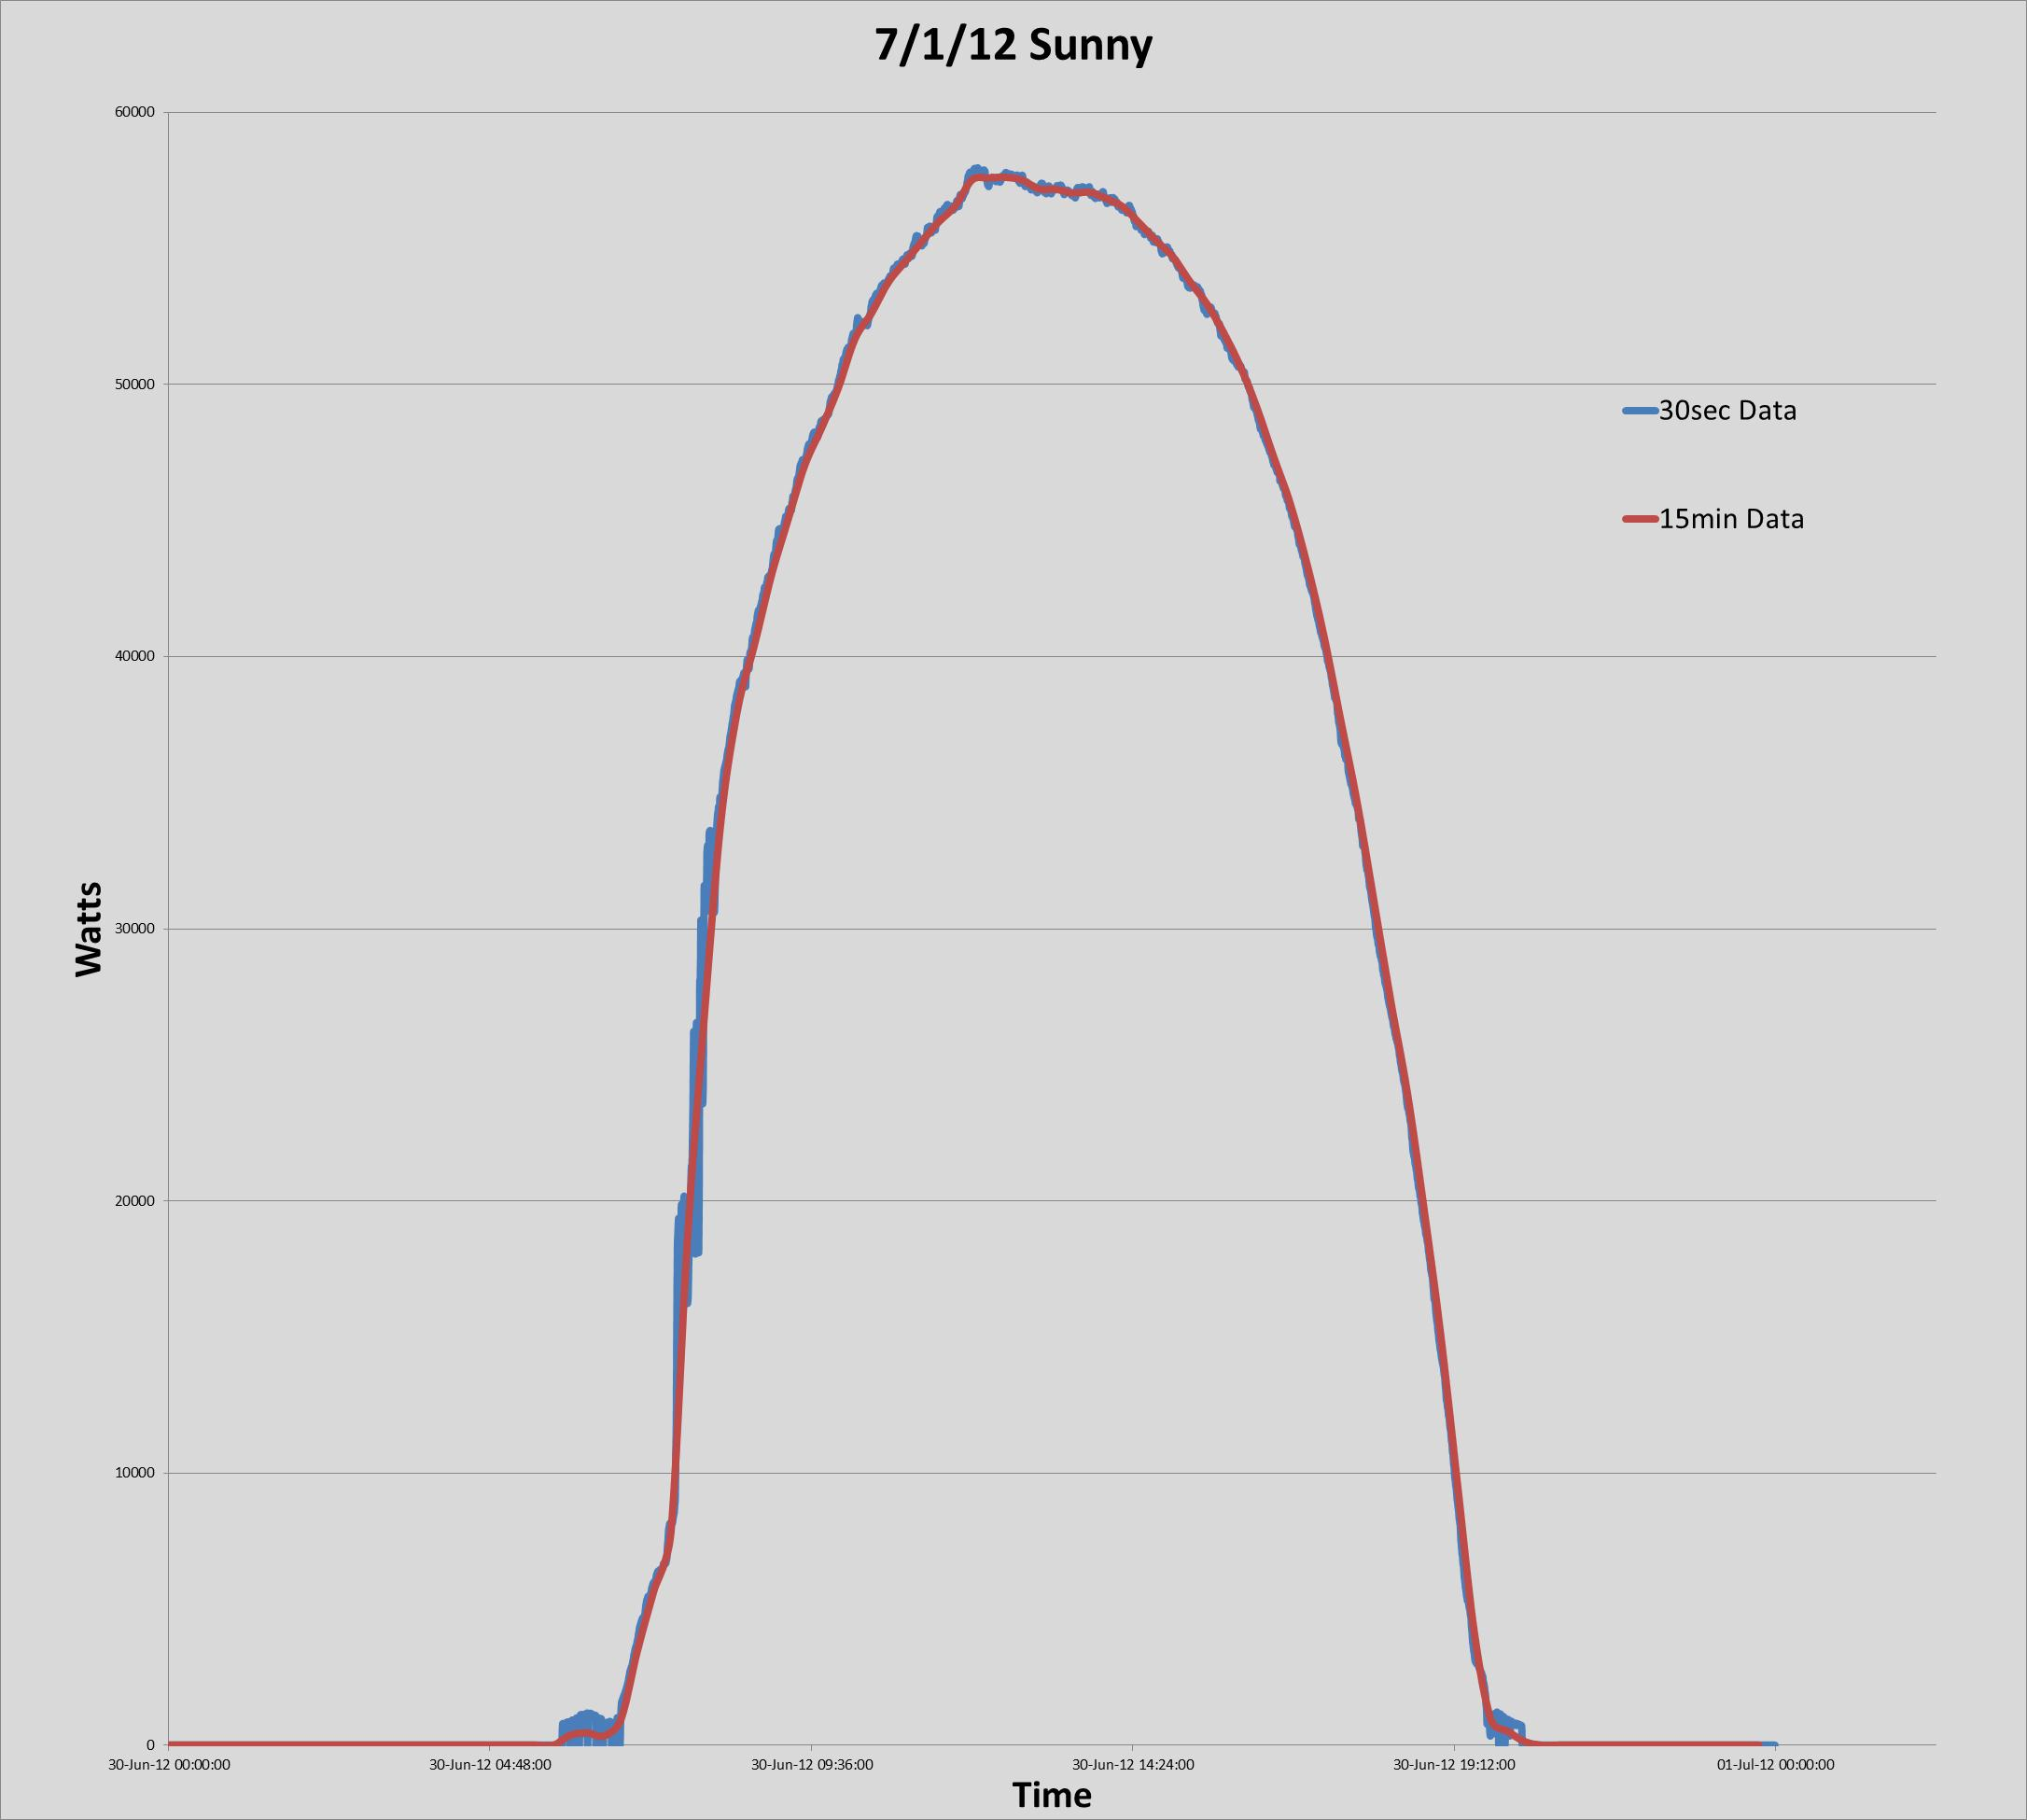 7/1/12 Sunny
60000
50000
40000
30000
20000
10000
0
Watts
30sec Data
15min Data
30-Jun-12 00:00:00
30-Jun-12 04:48:00
30-Jun-12 09:36:00
30-Jun-12 14:24:00
30-Jun-12 19:12:00
01-Jul-12 00:00:00
Time